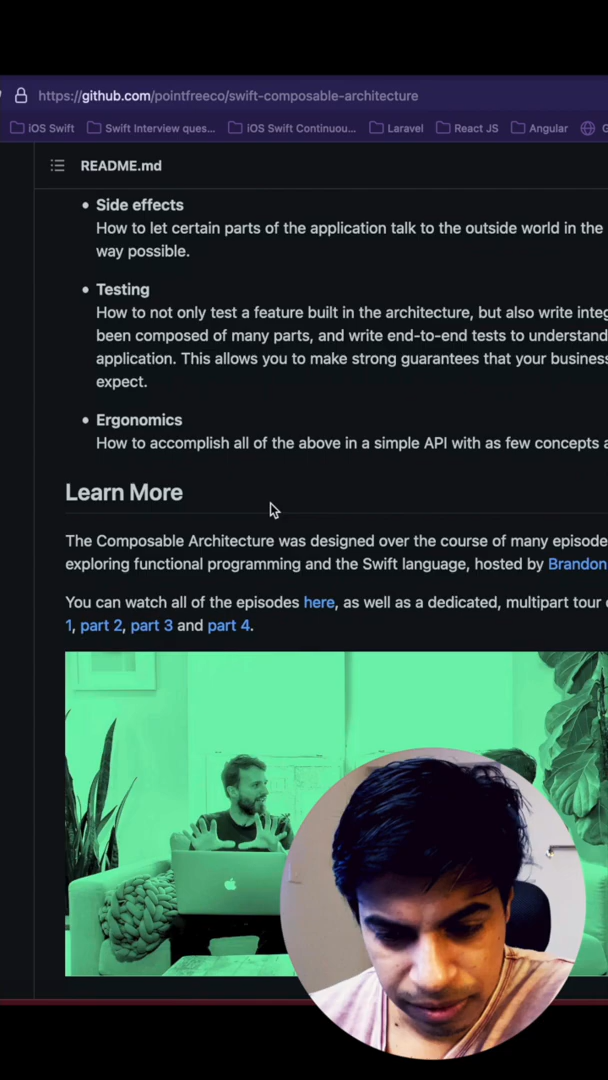 https://github.com/pointfreeco/swift-composable-architecture
iOS Swift Swift Interview ques... iOS Swift Continuou... Laravel React JS Angular
README.md
• Side effects
How to let certain parts of the application talk to the outside world in the
way possible.
• Testing
How to not only test a feature built in the architecture, but also write
been composed of many parts, and write end-to-end tests to understand
application. This allows you to make strong guarantees that your business
expect.
• Ergonomics
How to accomplish all of the above in a simple API with as few concepts
Learn More
The Composable Architecture was designed over the course of many
exploring functional programming and the Swift language, hosted by Brandon
You can watch all of the episodes here, as well as a dedicated, multipart tour
1, part 2, part 3 and part 4.